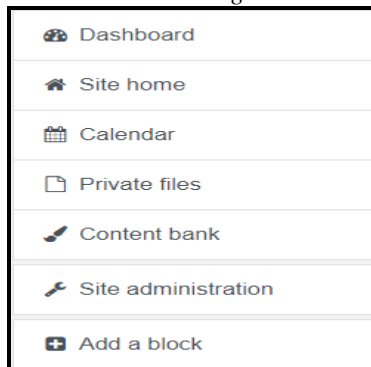 Dashboard
Site home
Calendar
Private files
Content bank
Site administration
Add a block